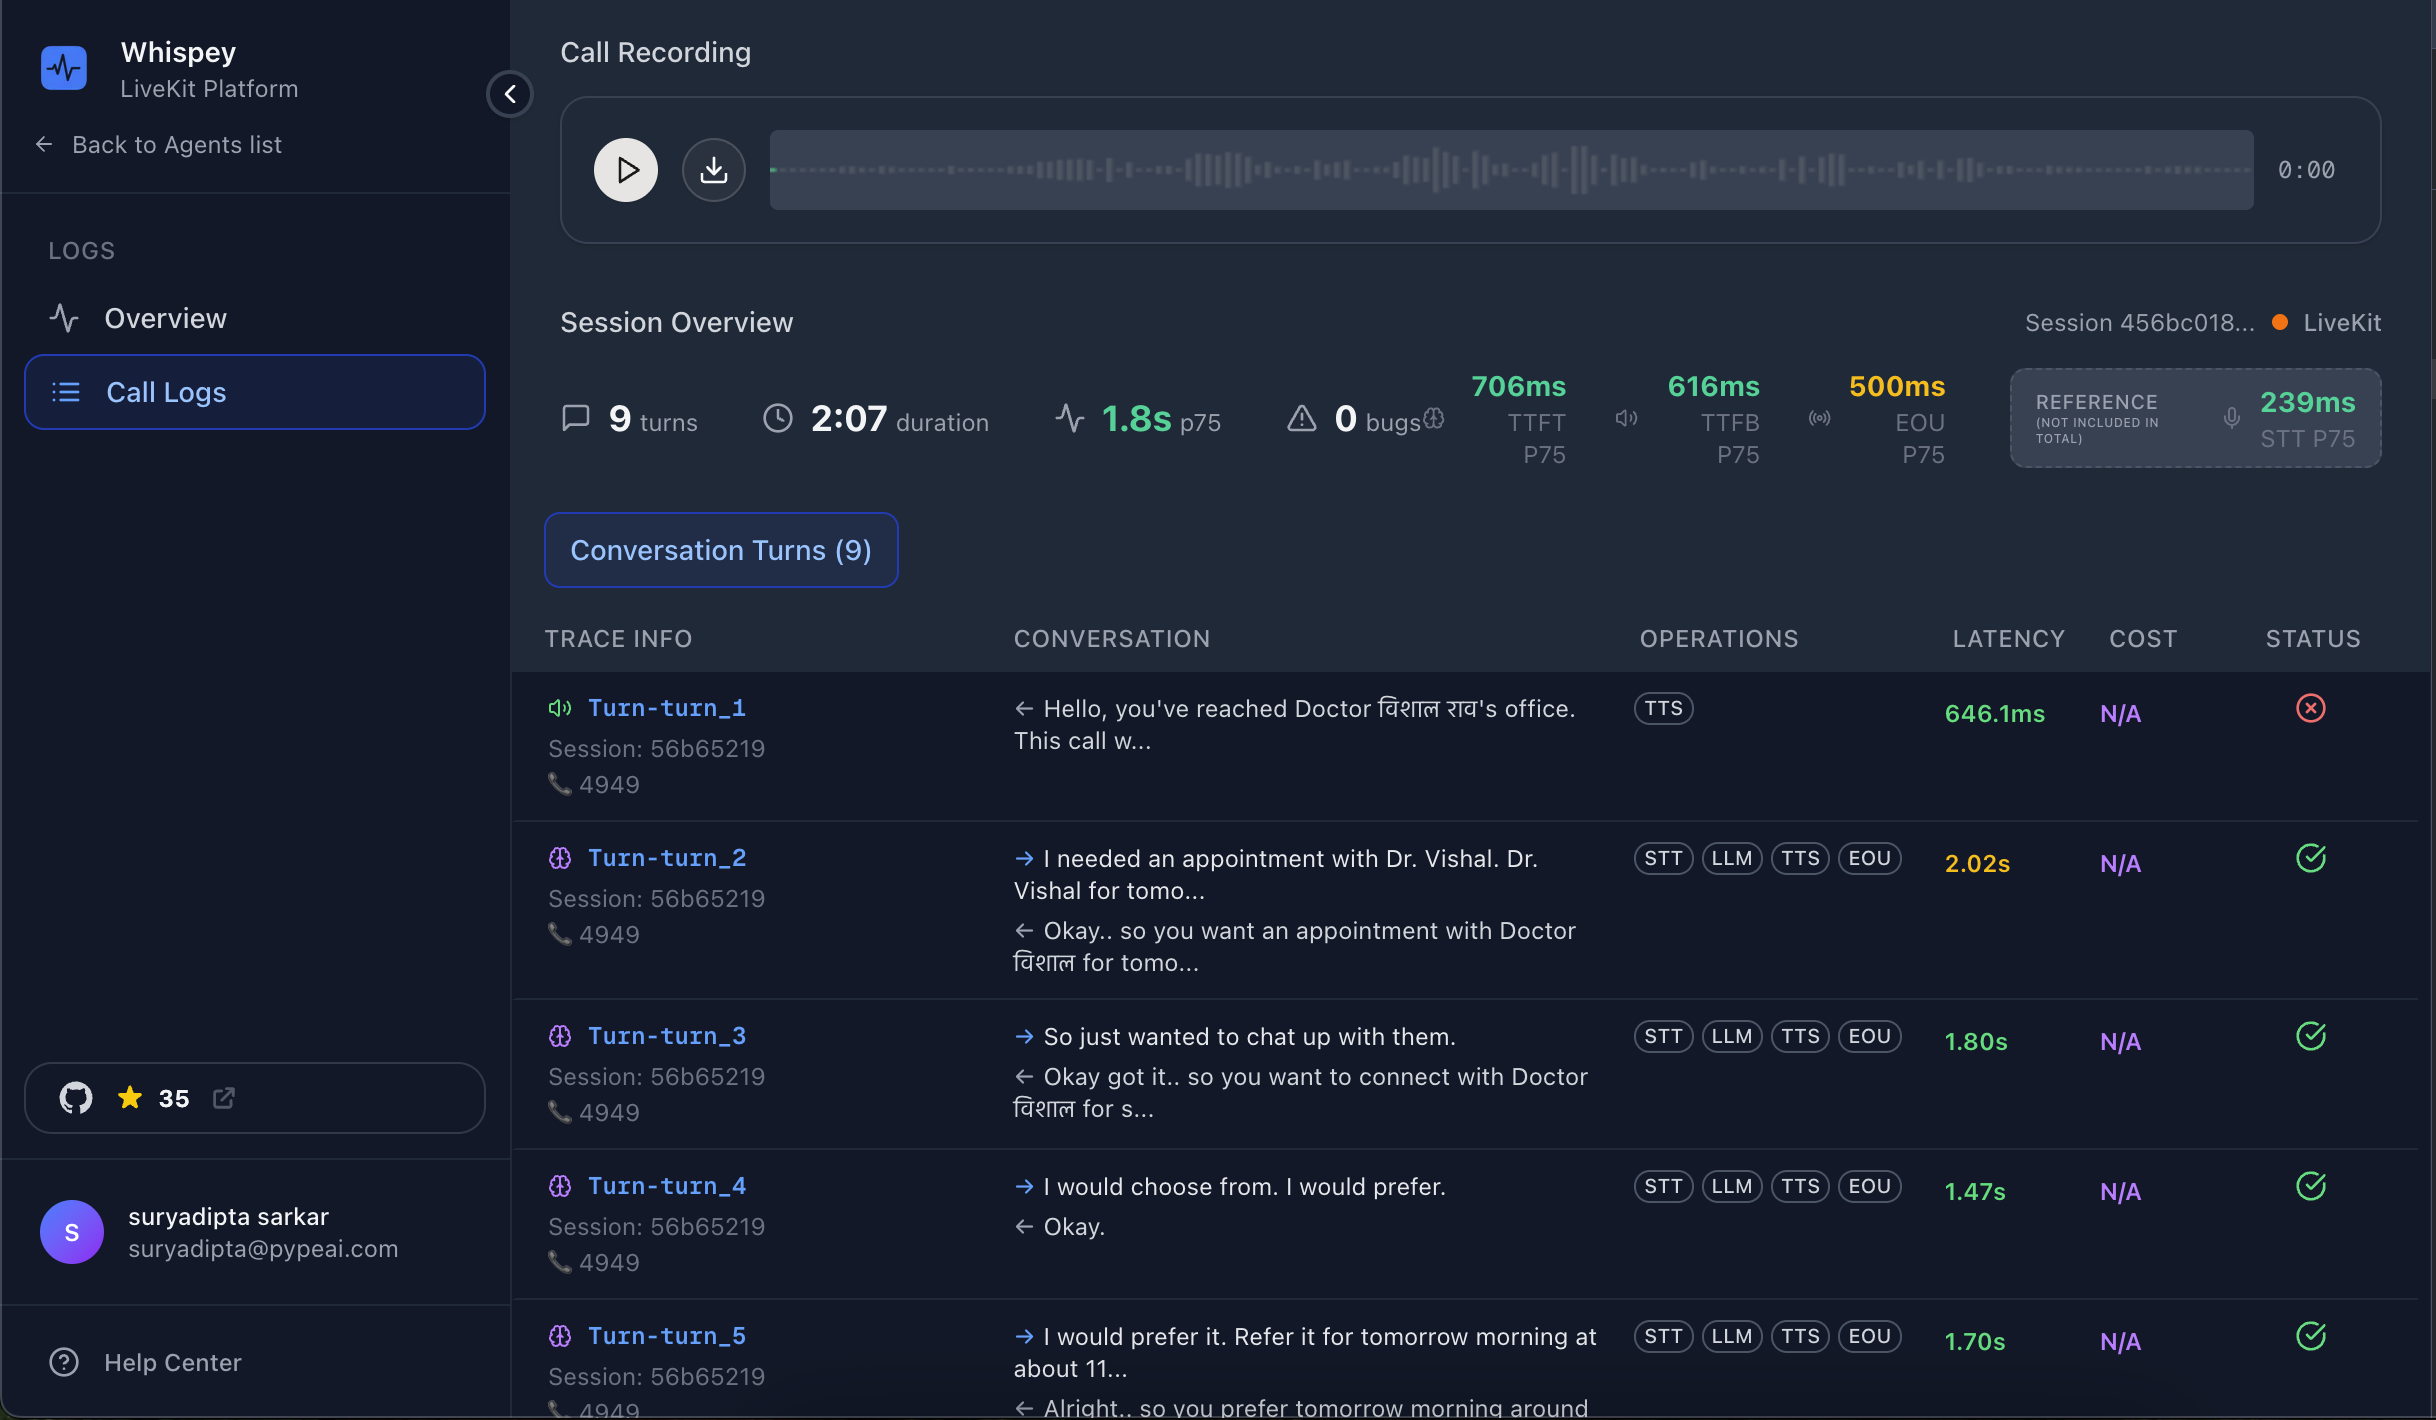 Whispey
LiveKit Platform
Back to Agents list
LOGS
Overview
Call Logs
35
S
suryadipta sarkar
suryadipta@pypeai.com
Help Center
Call Recording
0:00
Session Overview
Session 456bc018... LiveKit
9 turns
2:07 duration
1.8s p75
0 bugs
706ms
TTFT
P75
616ms
TTFB
P75
500ms
EOU
P75
REFERENCE
(NOT INCLUDED IN
TOTAL)
239ms
STT P75
Conversation Turns (9)
TRACE INFO CONVERSATION OPERATIONS LATENCY COST STATUS
Turn-turn_1
Session: 56b65219
4949
← Hello, you've reached Doctor विशाल राव's office.
This call w...
TTS
646.1ms
N/A
Turn-turn_2
Session: 56b65219
4949
→ I needed an appointment with Dr. Vishal. Dr.
Vishal for tomo...
← Okay.. so you want an appointment with Doctor
विशाल for tomo...
STT LLM TTS EOU
2.02s
N/A
Turn-turn_3
Session: 56b65219
4949
→ So just wanted to chat up with them.
← Okay got it.. so you want to connect with Doctor
विशाल for s...
STT LLM TTS EOU
1.80s
N/A
Turn-turn_4
Session: 56b65219
4949
→ I would choose from. I would prefer.
← Okay.
STT LLM TTS EOU
1.47s
N/A
Turn-turn_5
Session: 56b65219
4949
→ I would prefer it. Refer it for tomorrow morning at
about 11...
← Alright.. so you prefer tomorrow morning around
STT LLM TTS EOU
1.70s
N/A